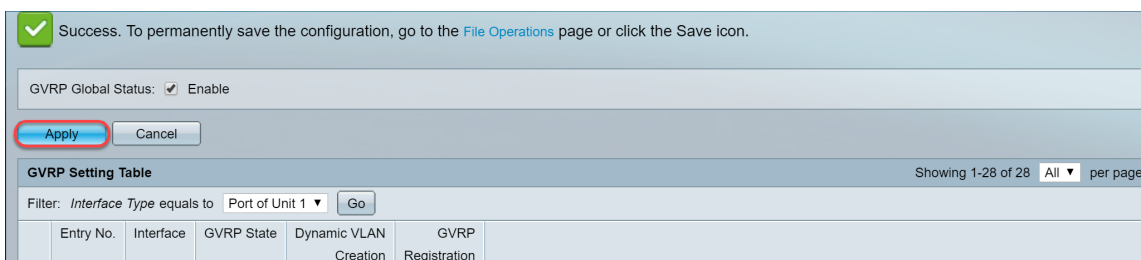 Success. To permanently save the configuration, go to the File Operations page or click the Save icon.
GVRP Global Status: Enable
Apply Cancel
GVRP Setting Table Showing 1-28 of 28 All per page
Filter: Interface Type equals to Port of Unit 1 Go
Entry No. Interface GVRP State Dynamic VLAN GVRP
Creation Registration